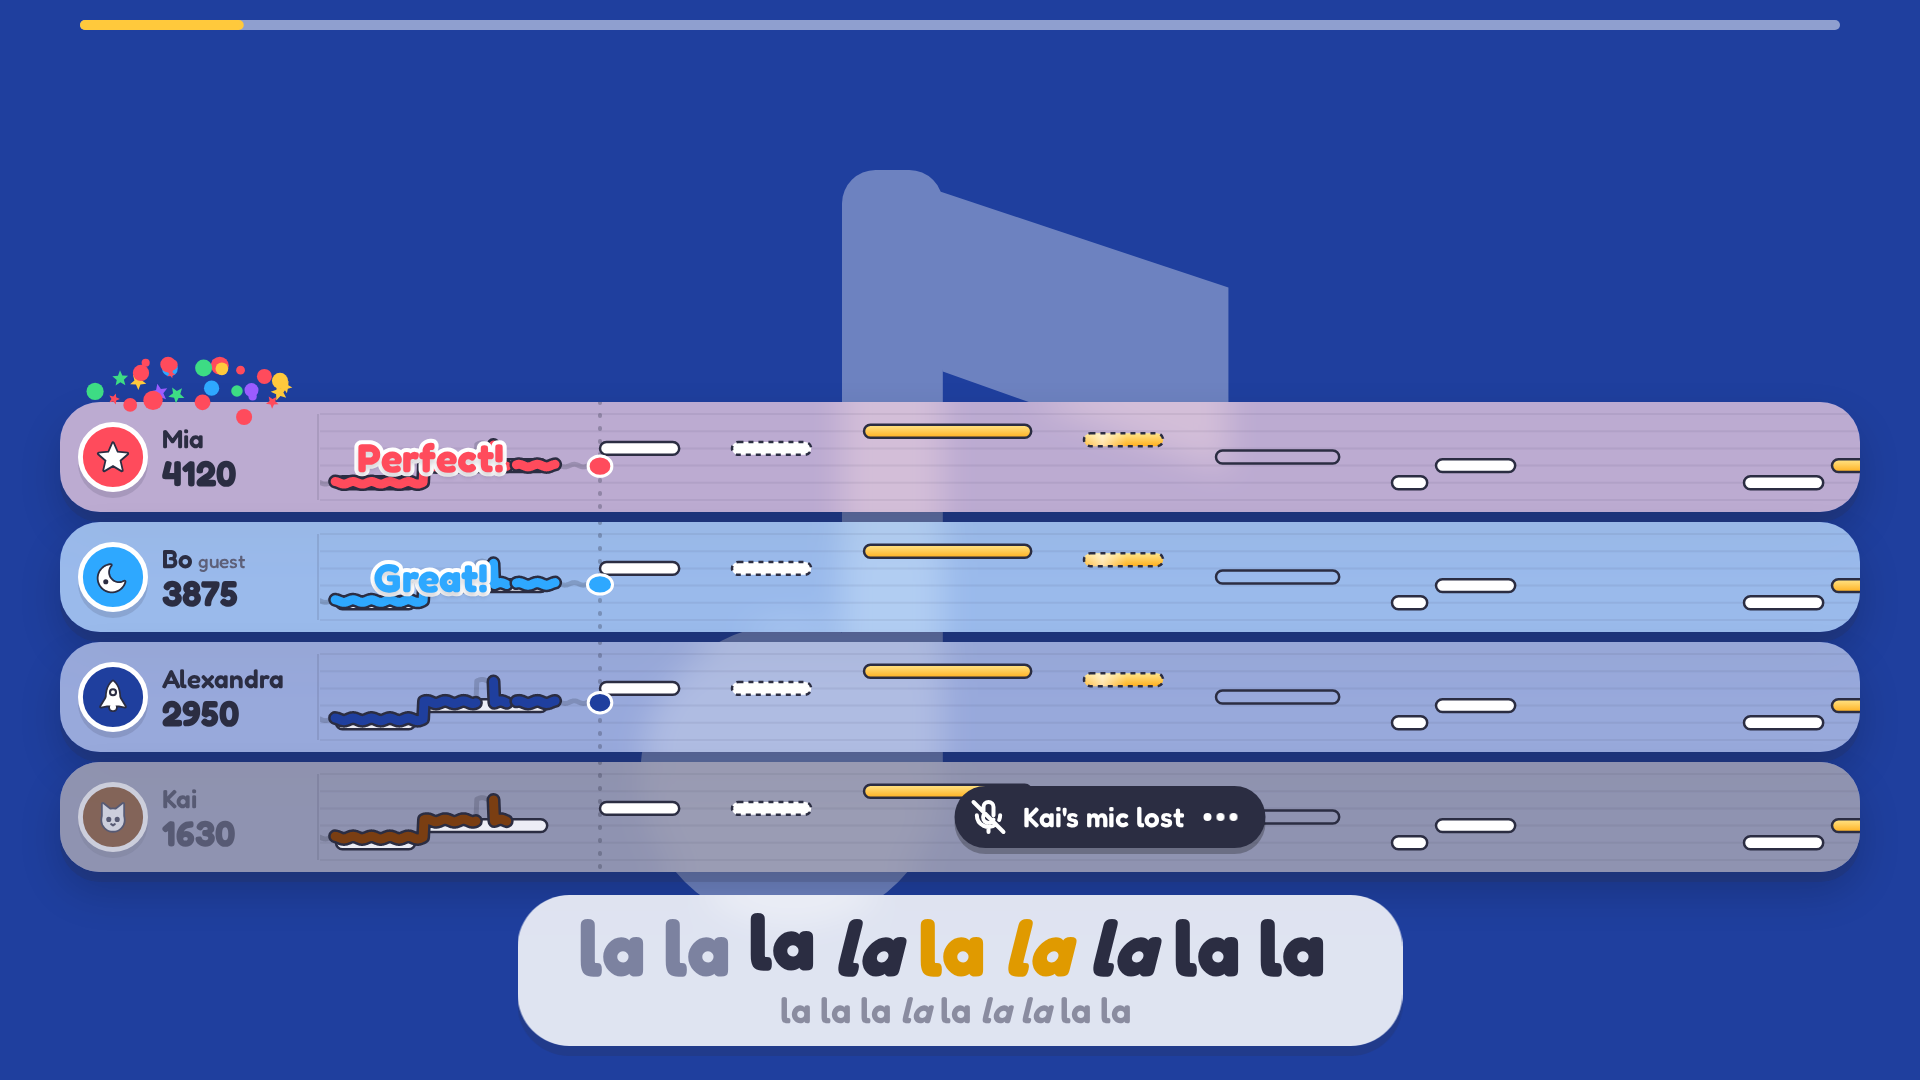 Mia
4120
Perfect!
Bo guest
3875
Great!
Alexandra
2950
Kai
1630
Kai's mic lost •••
la la la la la la la la la
la la la la la la la la la